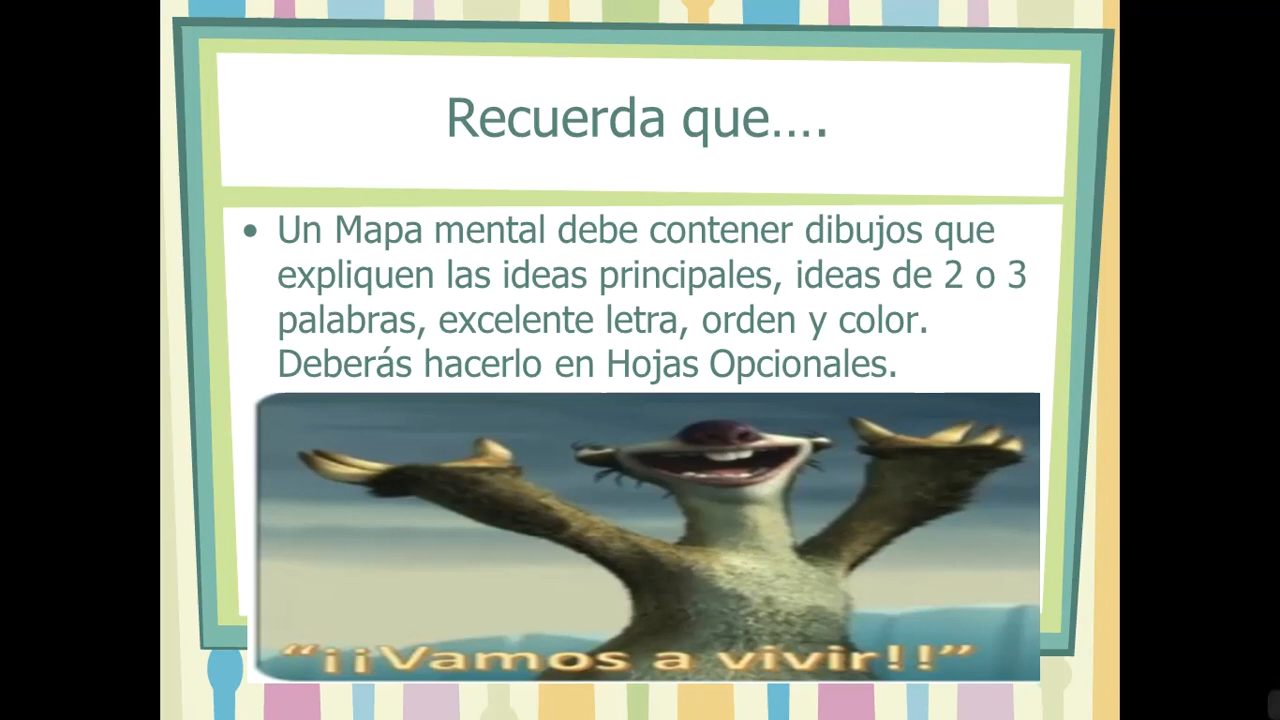 Recuerda que….
• Un Mapa mental debe contener dibujos que
expliquen las ideas principales, ideas de 2 o 3
palabras, excelente letra, orden y color.
Deberás hacerlo en Hojas Opcionales.
“¡¡Vamos a vivir!!”